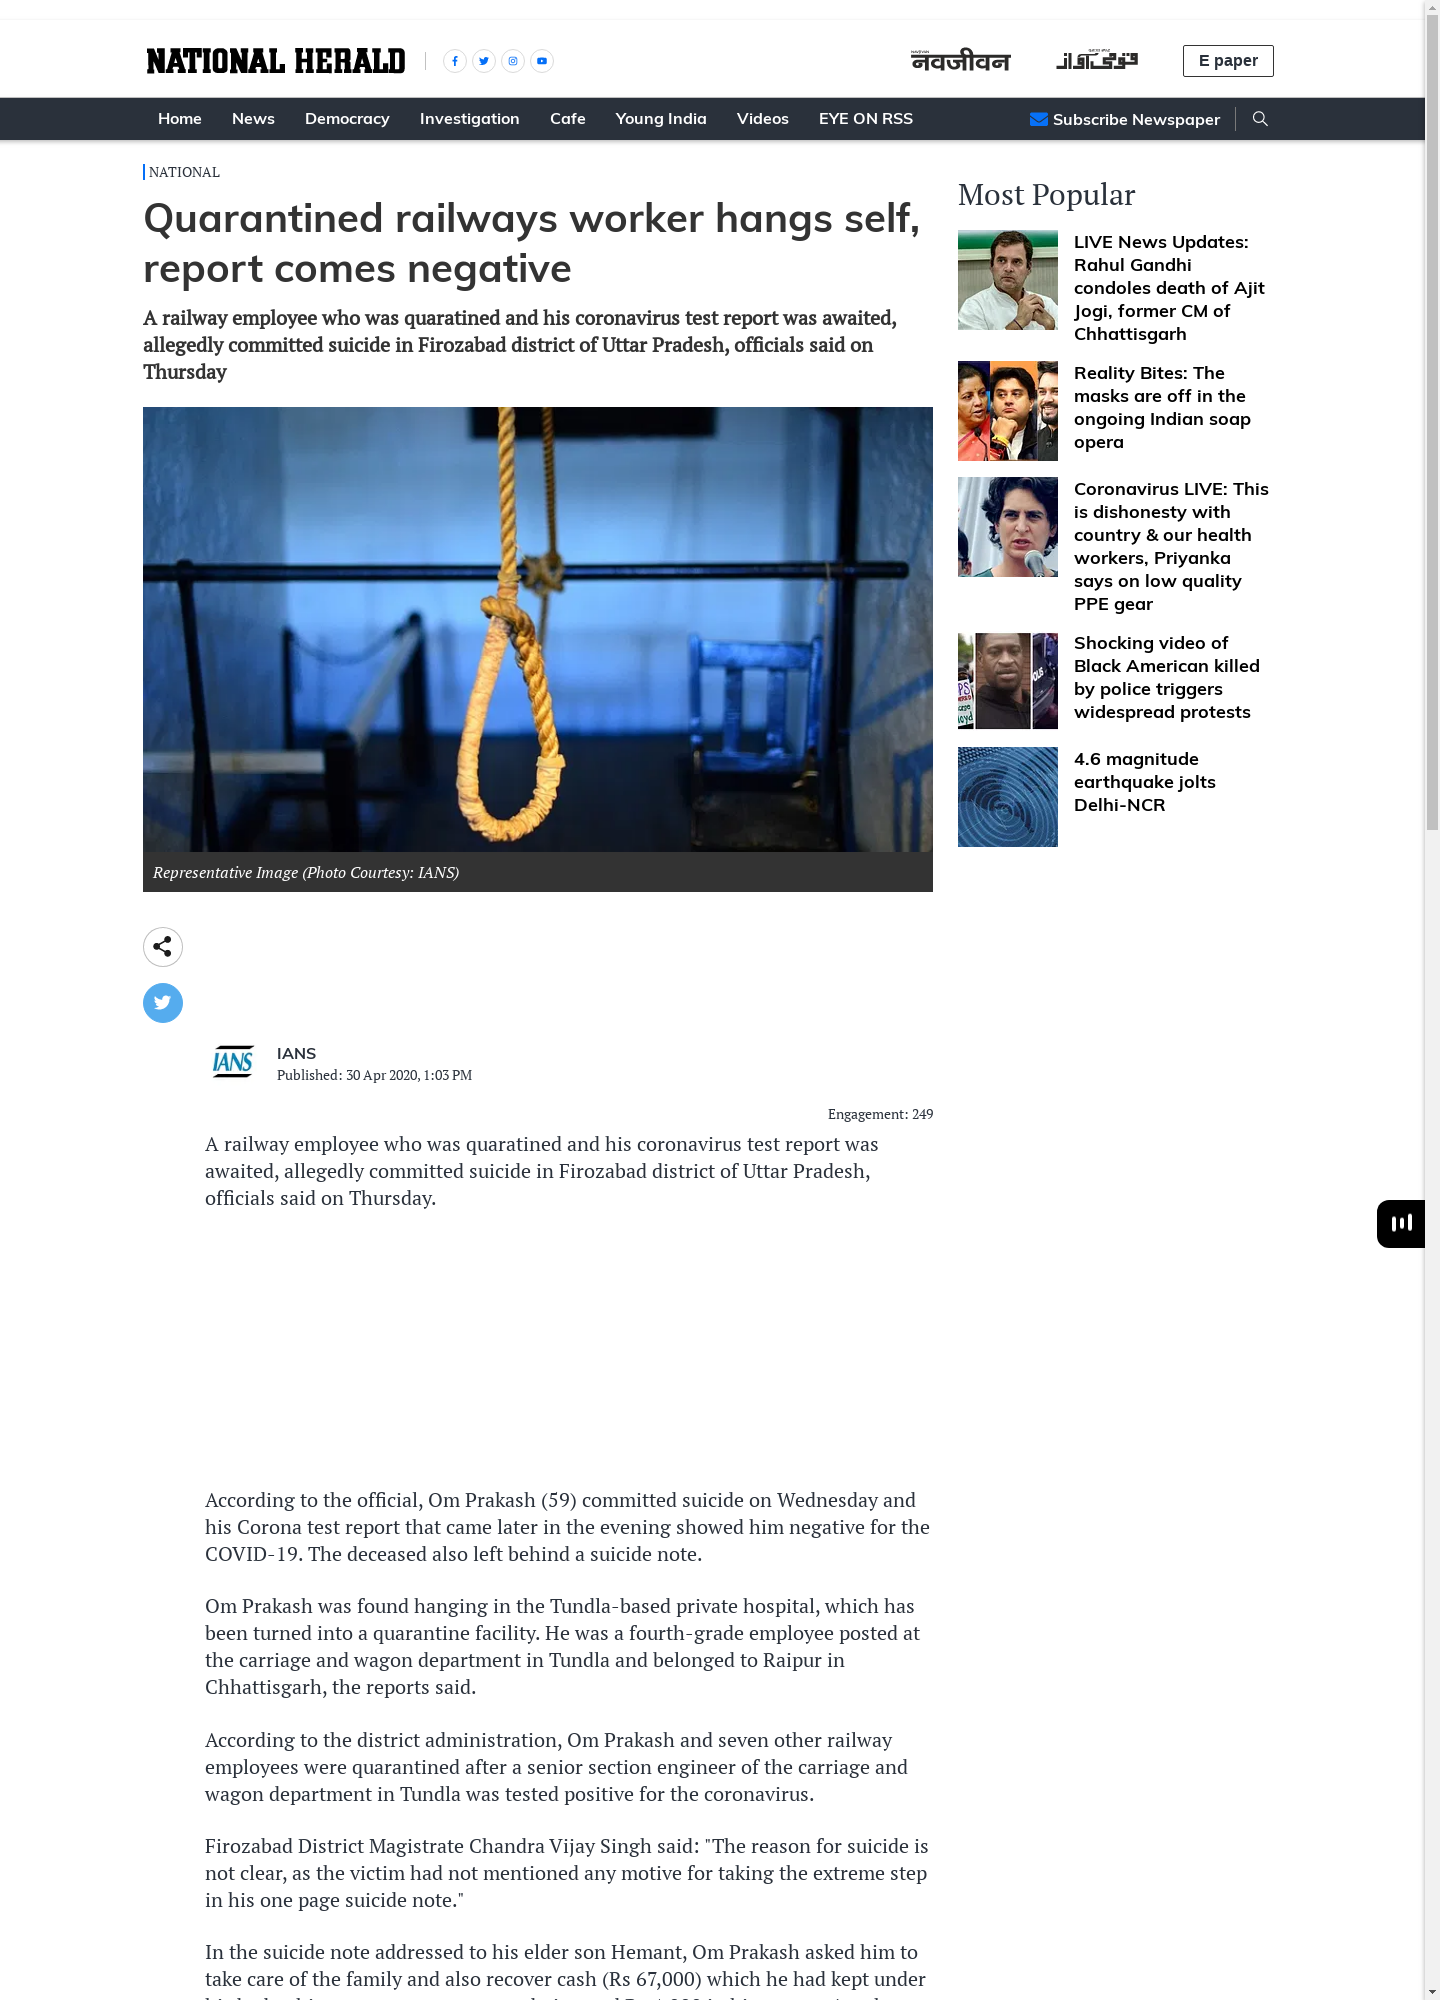 NATIONAL HERALD
नवजीवन
قومی آواز
E paper
Home
News
Democracy
Investigation
Cafe
Young India
Videos
EYE ON RSS
Subscribe Newspaper
NATIONAL
Quarantined railways worker hangs self,
report comes negative
A railway employee who was quaratined and his coronavirus test report was awaited,
allegedly committed suicide in Firozabad district of Uttar Pradesh, officials said on
Thursday
Representative Image (Photo Courtesy: IANS)
IANS
IANS
Published: 30 Apr 2020, 1:03 PM
Engagement: 249
A railway employee who was quaratined and his coronavirus test report was
awaited, allegedly committed suicide in Firozabad district of Uttar Pradesh,
officials said on Thursday.
According to the official, Om Prakash (59) committed suicide on Wednesday and
his Corona test report that came later in the evening showed him negative for the
COVID-19. The deceased also left behind a suicide note.
Om Prakash was found hanging in the Tundla-based private hospital, which has
been turned into a quarantine facility. He was a fourth-grade employee posted at
the carriage and wagon department in Tundla and belonged to Raipur in
Chhattisgarh, the reports said.
According to the district administration, Om Prakash and seven other railway
employees were quarantined after a senior section engineer of the carriage and
wagon department in Tundla was tested positive for the coronavirus.
Firozabad District Magistrate Chandra Vijay Singh said: "The reason for suicide is
not clear, as the victim had not mentioned any motive for taking the extreme step
in his one page suicide note."
In the suicide note addressed to his elder son Hemant, Om Prakash asked him to
take care of the family and also recover cash (Rs 67,000) which he had kept under
Most Popular
LIVE News Updates:
Rahul Gandhi
condoles death of Ajit
Jogi, former CM of
Chhattisgarh
Reality Bites: The
masks are off in the
ongoing Indian soap
opera
Coronavirus LIVE: This
is dishonesty with
country & our health
workers, Priyanka
says on low quality
PPE gear
Shocking video of
Black American killed
by police triggers
widespread protests
4.6 magnitude
earthquake jolts
Delhi-NCR